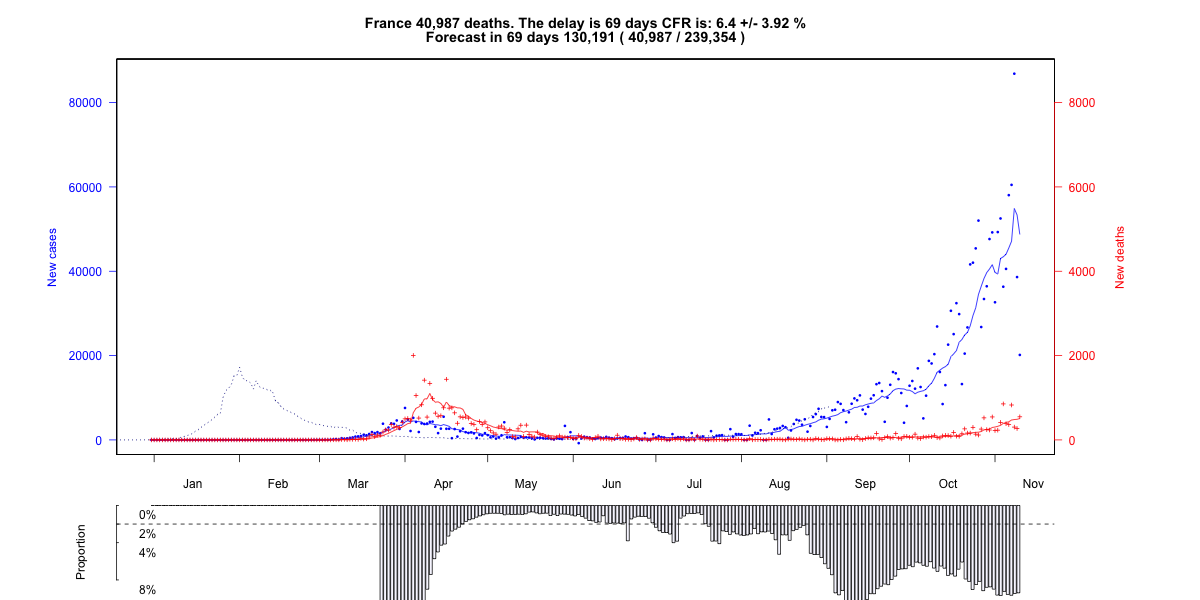 France 40,987 deaths. The delay is 69 days CFR is: 6.4 +/- 3.92 %
Forecast in 69 days 130,191 ( 40,987 / 239,354 )
80000
60000
40000
20000
0
New cases
8000
6000
4000
2000
0
New deaths
Jan Feb Mar Apr May Jun Jul Aug Sep Oct Nov
Proportion
0%
2%
4%
8%